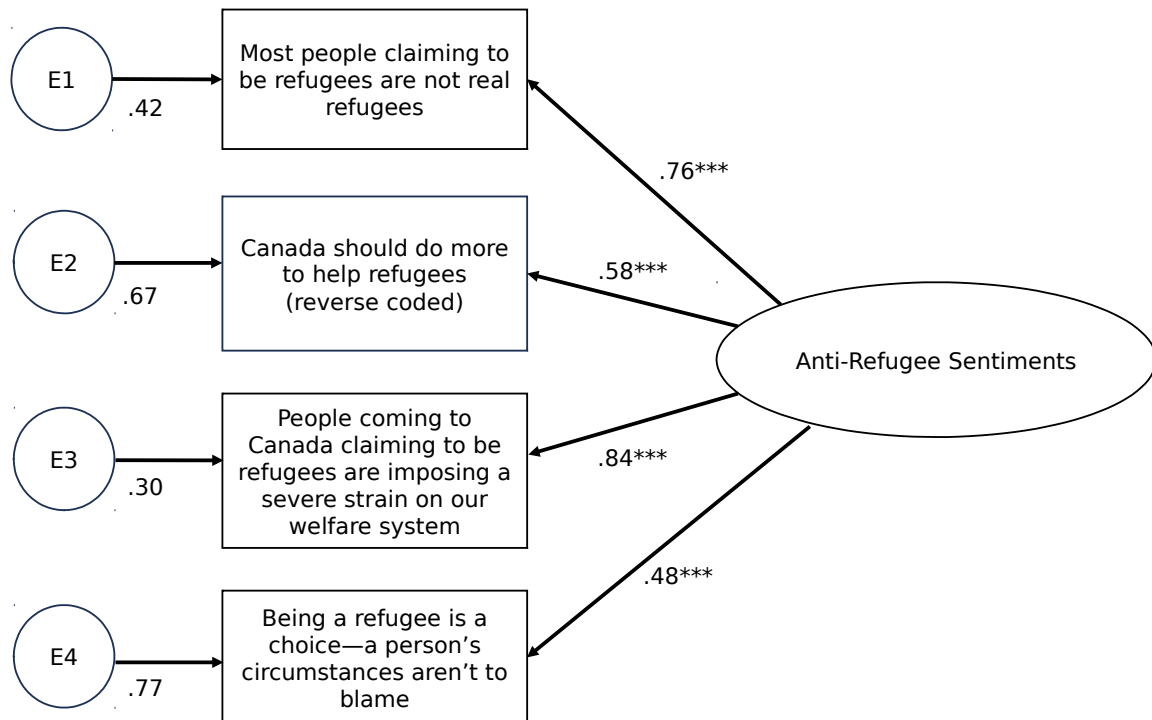 E1
.42
Most people claiming to
be refugees are not real
refugees
.76***
E2
.67
Canada should do more
to help refugees
(reverse coded)
.58***
Anti-Refugee Sentiments
E3
.30
People coming to
Canada claiming to be
refugees are imposing a
severe strain on our
welfare system
.84***
E4
.77
Being a refugee is a
choice—a person’s
circumstances aren’t to
blame
.48***